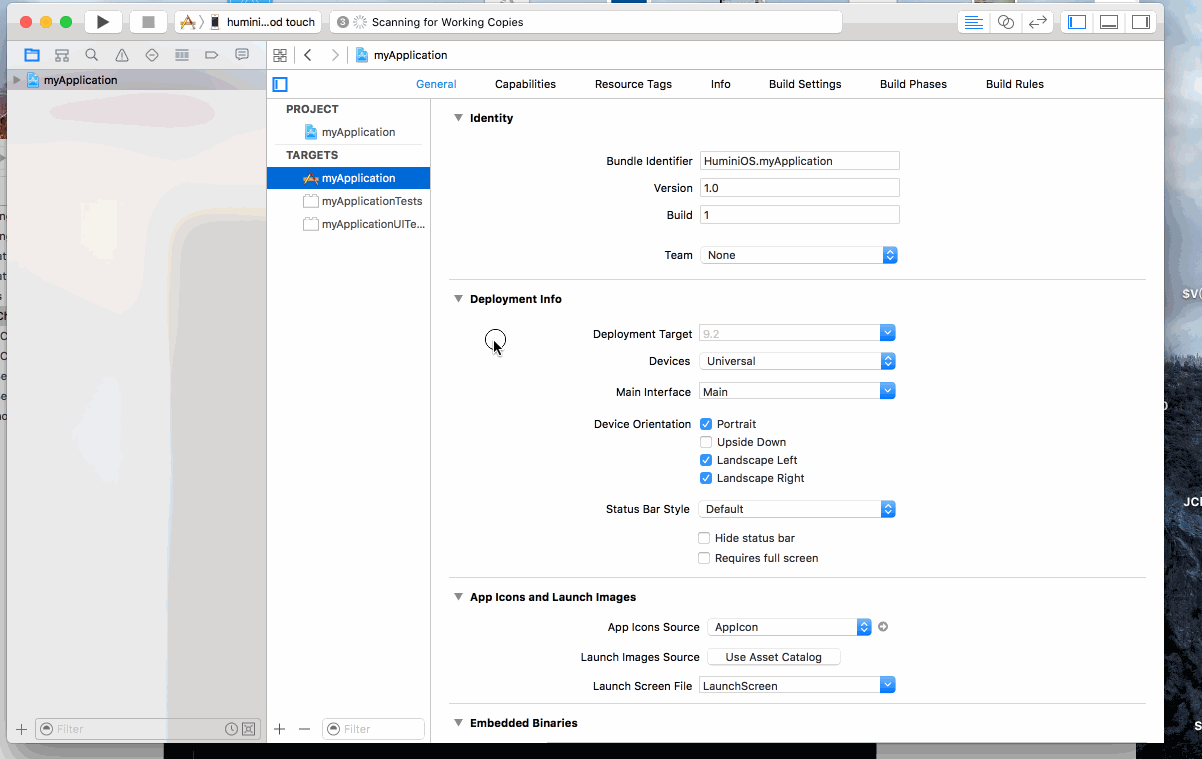 humini...od touch
3 Scanning for Working Copies
myApplication
myApplication
General Capabilities Resource Tags Info Build Settings Build Phases Build Rules
PROJECT
myApplication
TARGETS
myApplication
myApplicationTests
myApplicationUITe...
Identity
Bundle Identifier HuminiOS.myApplication
Version 1.0
Build 1
Team None
Deployment Info
Deployment Target 9.2
Devices Universal
Main Interface Main
Device Orientation Portrait
Upside Down
Landscape Left
Landscape Right
Status Bar Style Default
Hide status bar
Requires full screen
App Icons and Launch Images
App Icons Source AppIcon
Launch Images Source Use Asset Catalog
Launch Screen File LaunchScreen
Embedded Binaries
Filter
Filter